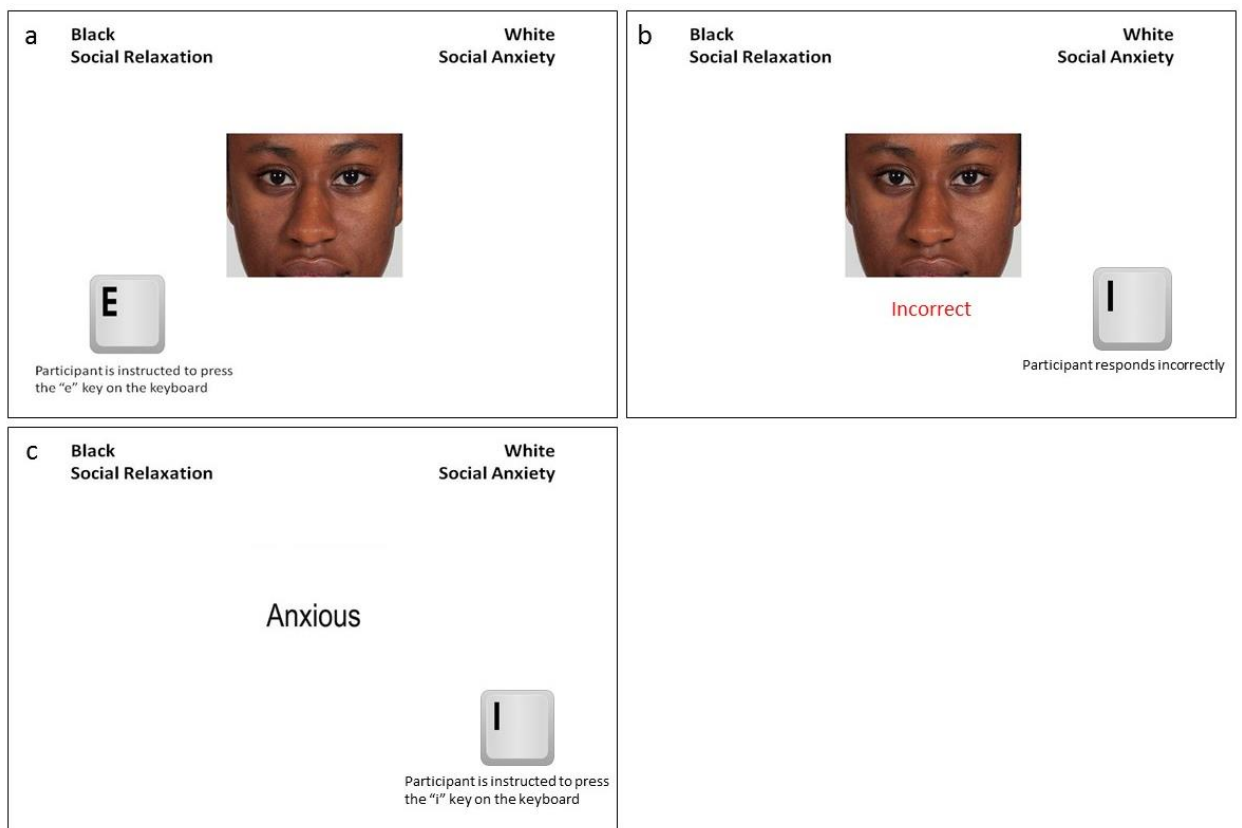 a
Black
Social Relaxation
White
Social Anxiety
E
Participant is instructed to press
the “e” key on the keyboard
b
Black
Social Relaxation
White
Social Anxiety
Incorrect
I
Participant responds incorrectly
c
Black
Social Relaxation
White
Social Anxiety
Anxious
I
Participant is instructed to press
the “i” key on the keyboard